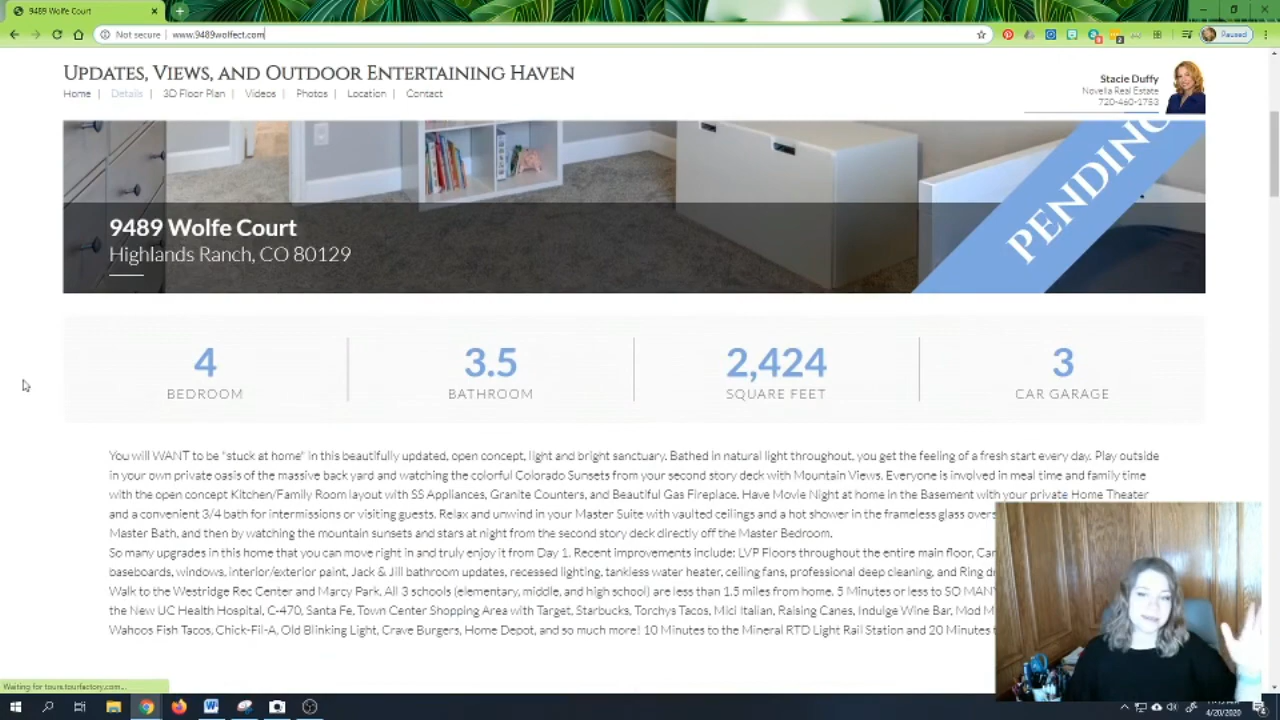 9489 Wolfe Court
Not secure | www.9489wolfect.com
Paused
UPDATES, VIEWS, AND OUTDOOR ENTERTAINING HAVEN
Home | Details | 3D Floor Plan | Videos | Photos | Location | Contact
Stacie Duffy
Novella Real Estate
720-460-1753
PENDING
9489 Wolfe Court
Highlands Ranch, CO 80129
4
BEDROOM
3.5
BATHROOM
2,424
SQUARE FEET
3
CAR GARAGE
You will WANT to be "stuck at home" in this beautifully updated, open concept, light and bright sanctuary. Bathed in natural light throughout, you get the feeling of a fresh start every day. Play outside
in your own private oasis of the massive back yard and watching the colorful Colorado Sunsets from your second story deck with Mountain Views. Everyone is involved in meal time and family time
with the open concept Kitchen/Family Room layout with SS Appliances, Granite Counters, and Beautiful Gas Fireplace. Have Movie Night at home in the Basement with your private Home Theater
and a convenient 3/4 bath for intermissions or visiting guests. Relax and unwind in your Master Suite with vaulted ceilings and a hot shower in the frameless glass
Master Bath, and then by watching the mountain sunsets and stars at night from the second story deck directly off the Master Bedroom.
So many upgrades in this home that you can move right in and truly enjoy it from Day 1. Recent improvements include: LVP Floors throughout the entire main floor,
baseboards, windows, interior/exterior paint, Jack & Jill bathroom updates, recessed lighting, tankless water heater, ceiling fans, professional deep cleaning, and Ring
Walk to the Westridge Rec Center and Marcy Park. All 3 schools (elementary, middle, and high school) are less than 1.5 miles from home. 5 Minutes or less to SO MANY
the New UC Health Hospital, C-470, Santa Fe, Town Center Shopping Area with Target, Starbucks, Torchys Tacos, Mici Italian, Raising Canes, Indulge Wine Bar, Mod
Wahoos Fish Tacos, Chick-Fil-A, Old Blinking Light, Crave Burgers, Home Depot, and so much more! 10 Minutes to the Mineral RTD Light Rail Station and 20 Minutes
Waiting for tours.tourfactory.com...
4/20/2020